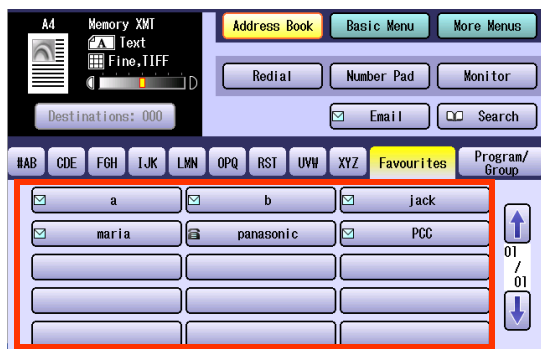 A4 Memory XMT Address Book Basic Menu More Menus
A Text
Fine,TIFF
D
Redial Number Pad Monitor
Destinations: 000 Email Search
#AB CDE FGH IJK LMN OPQ RST UVW XYZ Favourites Program/
Group
a b jack
maria panasonic PCC
01
/
01